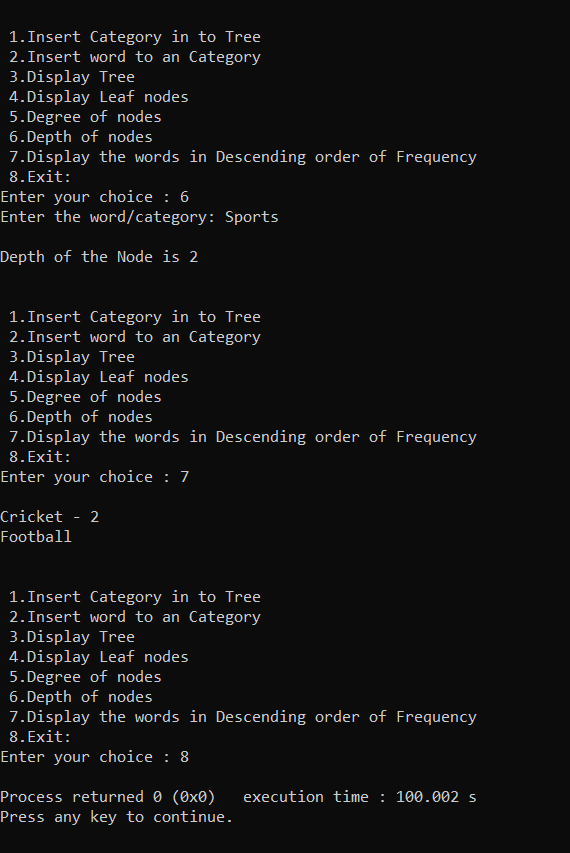 1.Insert Category in to Tree
2.Insert word to an Category
3.Display Tree
4.Display Leaf nodes
5.Degree of nodes
6.Depth of nodes
7.Display the words in Descending order of Frequency
8.Exit:
Enter your choice : 6
Enter the word/category: Sports
Depth of the Node is 2
1.Insert Category in to Tree
2.Insert word to an Category
3.Display Tree
4.Display Leaf nodes
5.Degree of nodes
6.Depth of nodes
7.Display the words in Descending order of Frequency
8.Exit:
Enter your choice : 7
Cricket - 2
Football
1.Insert Category in to Tree
2.Insert word to an Category
3.Display Tree
4.Display Leaf nodes
5.Degree of nodes
6.Depth of nodes
7.Display the words in Descending order of Frequency
8.Exit:
Enter your choice : 8
Process returned 0 (0x0)   execution time : 100.002 s
Press any key to continue.